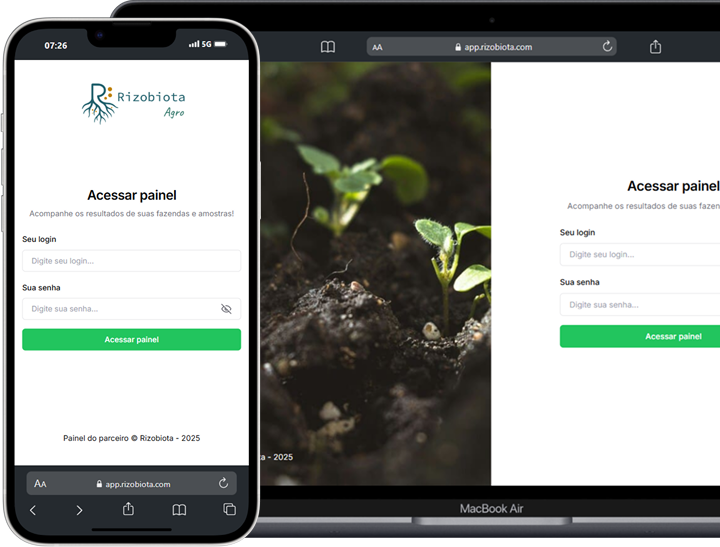 07:26
5G
Rizobiota
Agro
Acessar painel
Acompanhe os resultados de suas fazendas e amostras!
Seu login
Digite seu login...
Sua senha
Digite sua senha...
Acessar painel
Painel do parceiro © Rizobiota - 2025
AA
app.rizobiota.com
AA
app.rizobiota.com
Acessar painel
Acompanhe os resultados de suas fazen
Seu login
Digite seu login...
Sua senha
Digite sua senha...
Acessar painel
a - 2025
MacBook Air